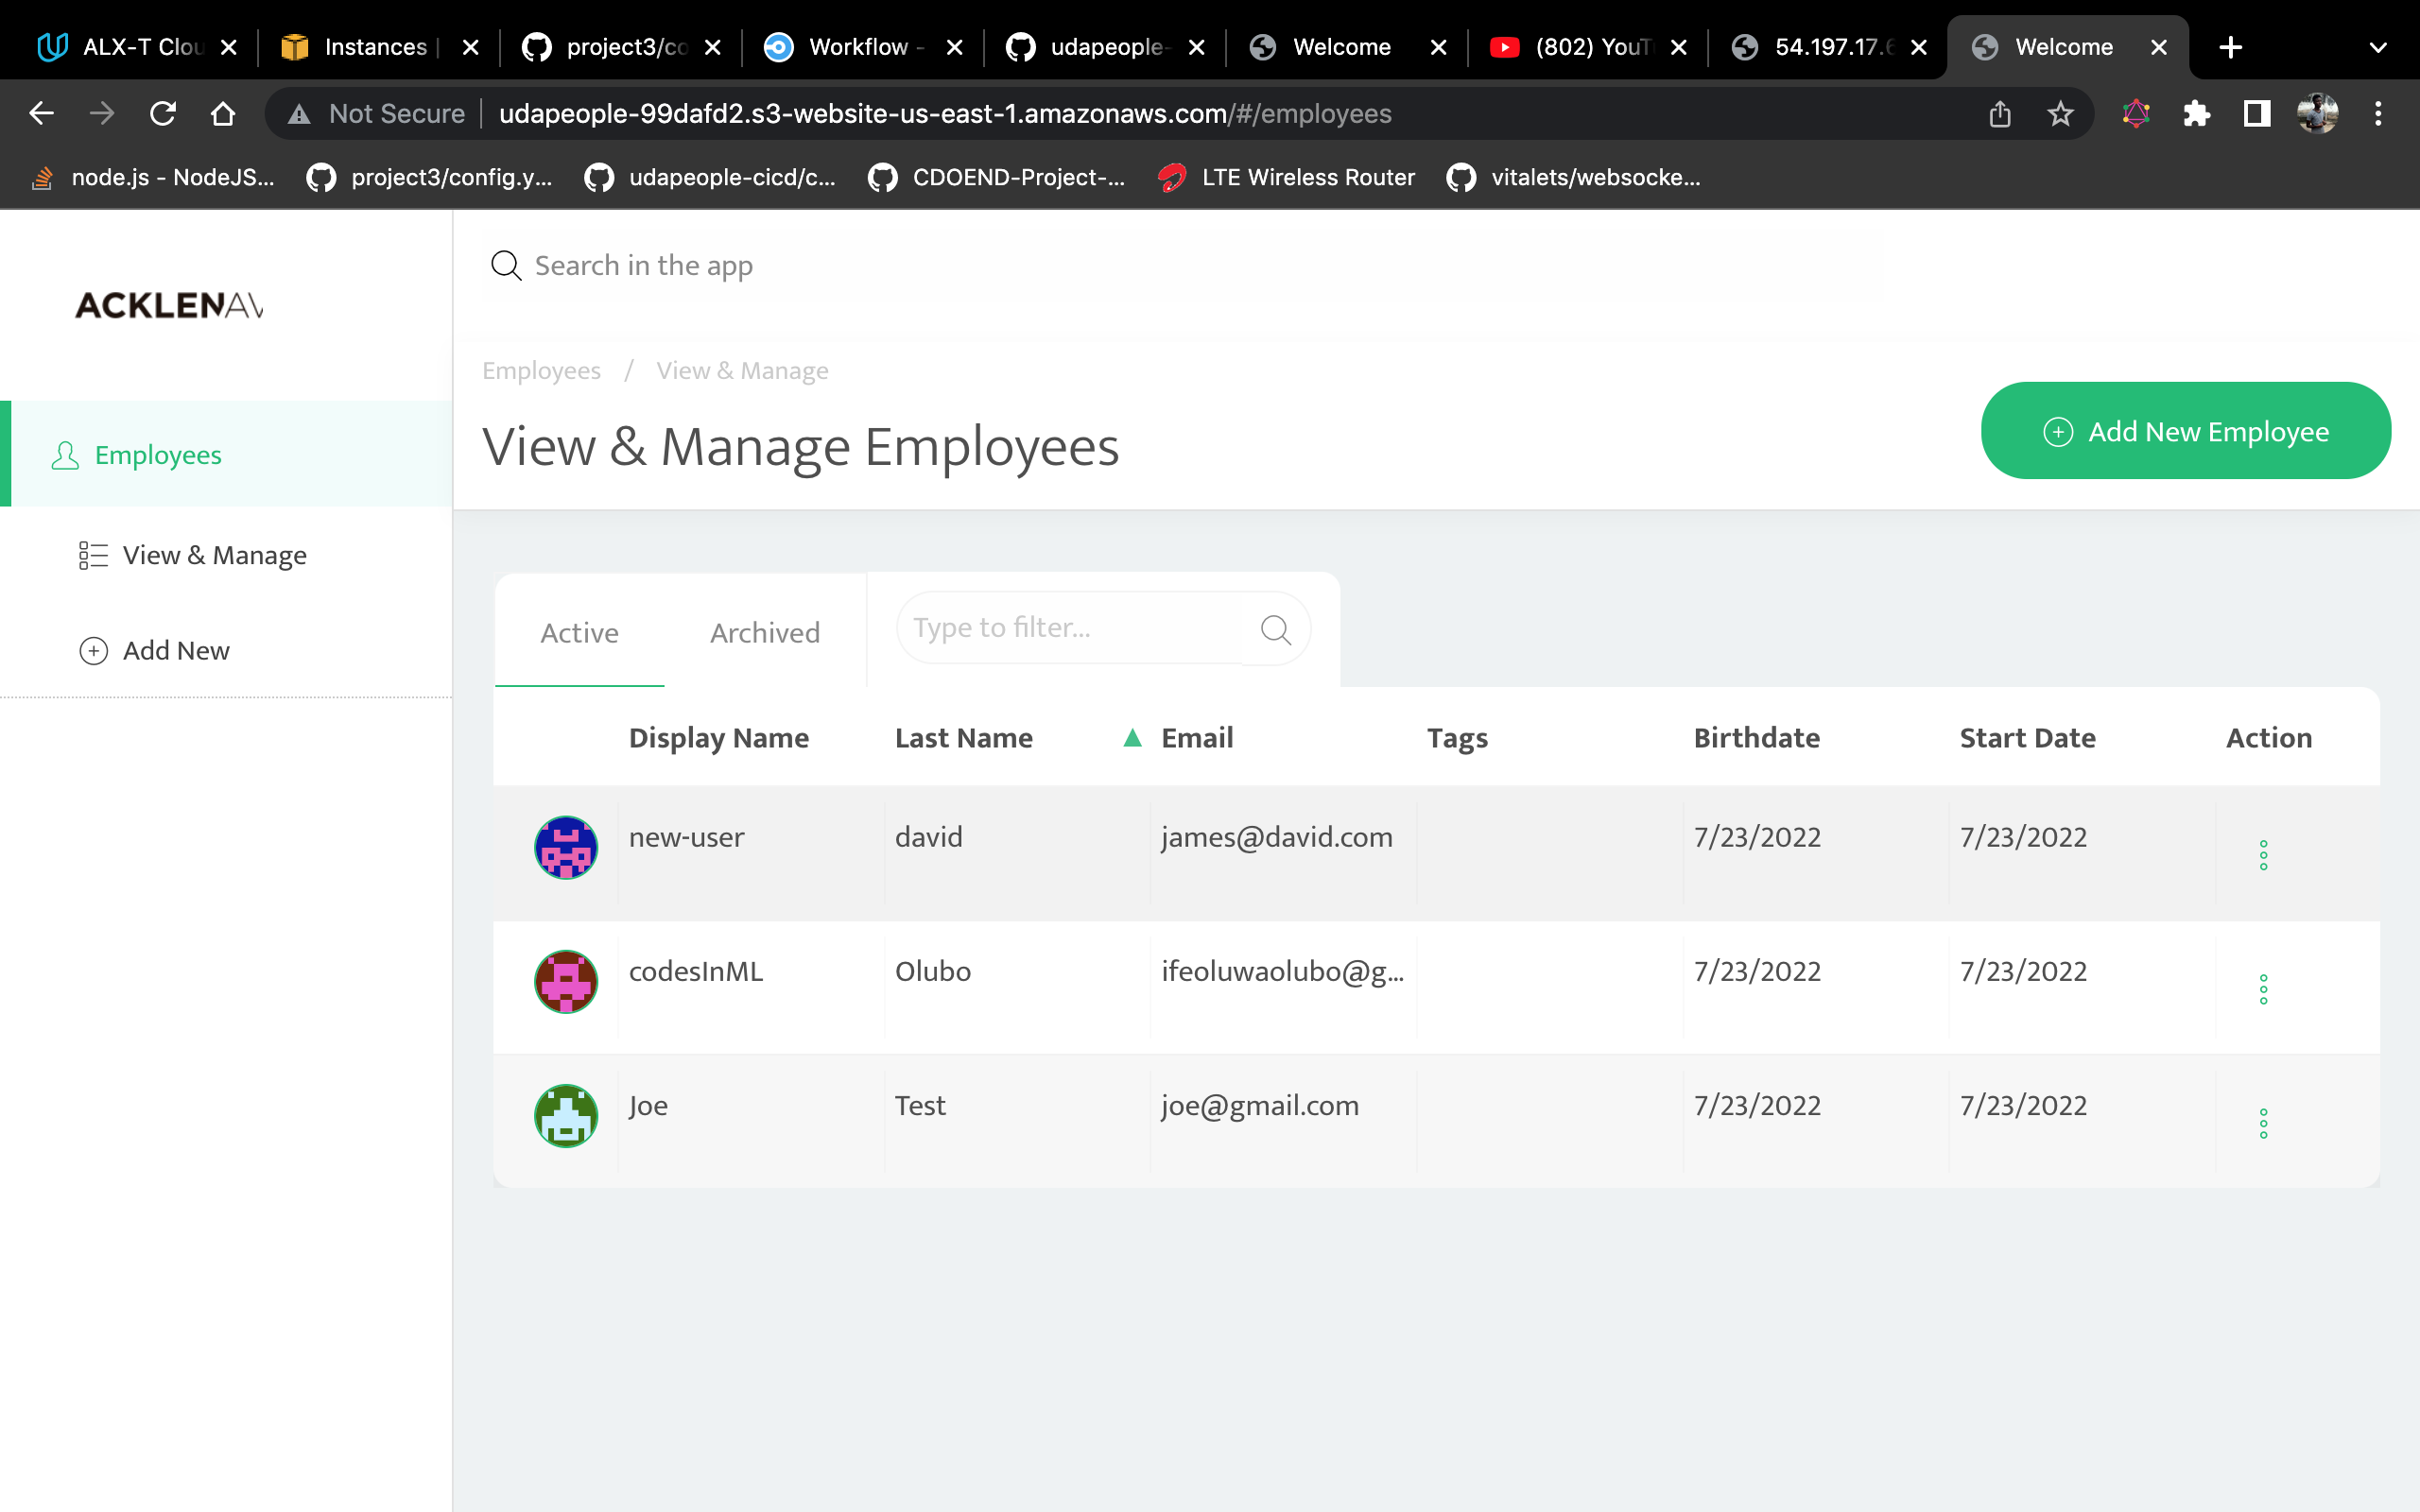 ALX-T Clou
Instances |
project3/co
Workflow -
udapeople-
Welcome
(802) YouT
54.197.17.6
Welcome
Not Secure
udapeople-99dafd2.s3-website-us-east-1.amazonaws.com/#/employees
node.js - NodeJS...
project3/config.y...
udapeople-cicd/c...
CDOEND-Project-...
LTE Wireless Router
vitalets/websocke...
ACKLENAV
Search in the app
Employees / View & Manage
View & Manage Employees
Add New Employee
Employees
View & Manage
Add New
Active
Archived
Type to filter...
Display Name Last Name ▲ Email Tags Birthdate Start Date Action
new-user david james@david.com 7/23/2022 7/23/2022
codesInML Olubo ifeoluwaolubo@g... 7/23/2022 7/23/2022
Joe Test joe@gmail.com 7/23/2022 7/23/2022